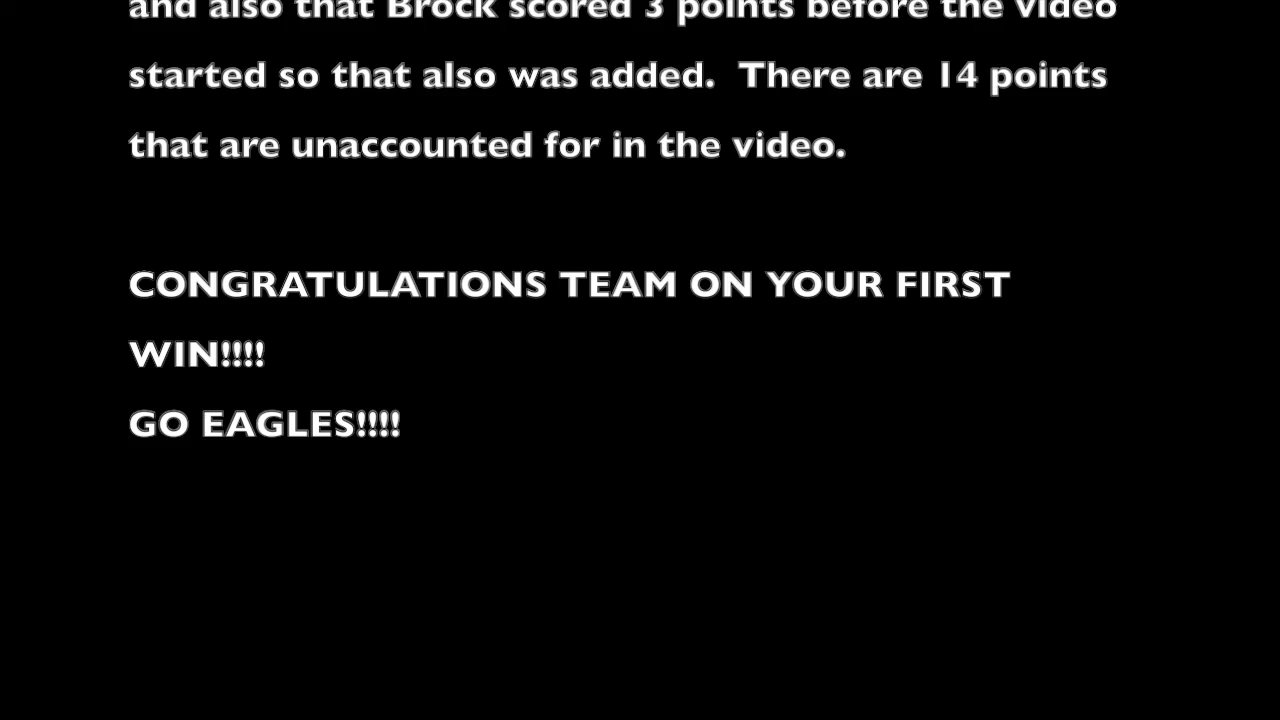 and also that Brock scored 3 points before the video
started so that also was added.  There are 14 points
that are unaccounted for in the video.
CONGRATULATIONS TEAM ON YOUR FIRST
WIN!!!!
GO EAGLES!!!!